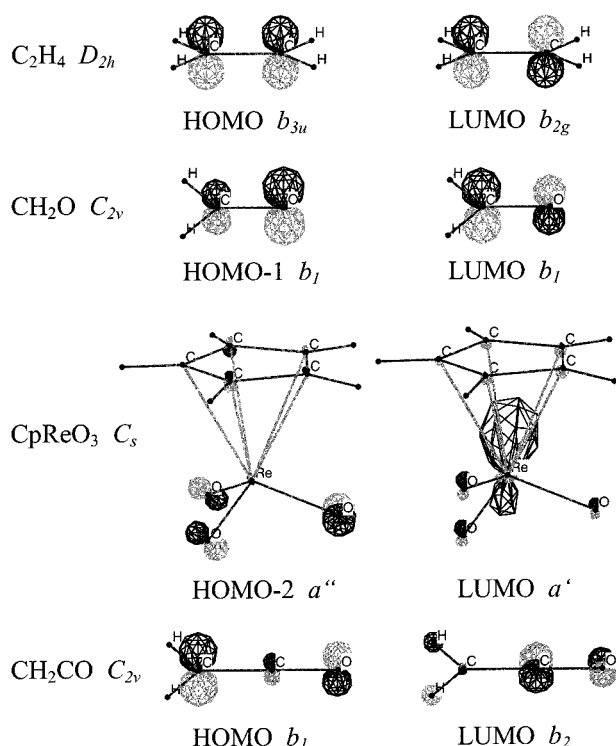 C2H4 D2h
H H C C H H
H H C C H H
HOMO b3u
LUMO b2g
CH2O C2v
H H C O
H H C O
HOMO-1 b1
LUMO b1
CpReO3 Cs
C C C C C
C C C C C
Re O O O
Re O O O
HOMO-2 a“
LUMO a‘
CH2CO C2v
H H C C O
H H C C O
HOMO b1
LUMO b2